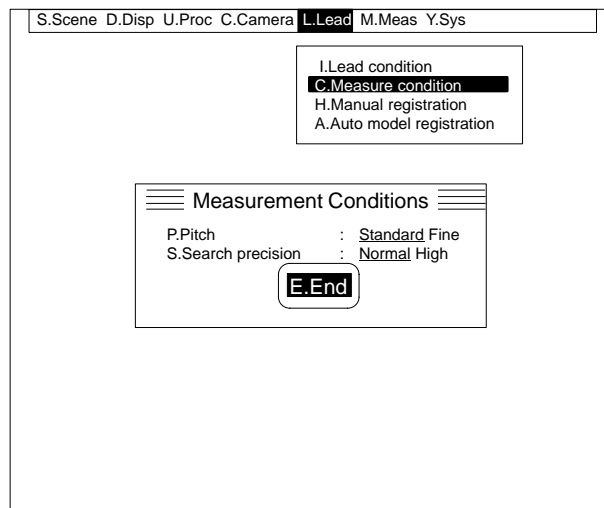 S.Scene D.Disp U.Proc C.Camera L.Lead M.Meas Y.Sys
I.Lead condition
C.Measure condition
H.Manual registration
A.Auto model registration
Measurement Conditions
P.Pitch : Standard Fine
S.Search precision : Normal High
E.End